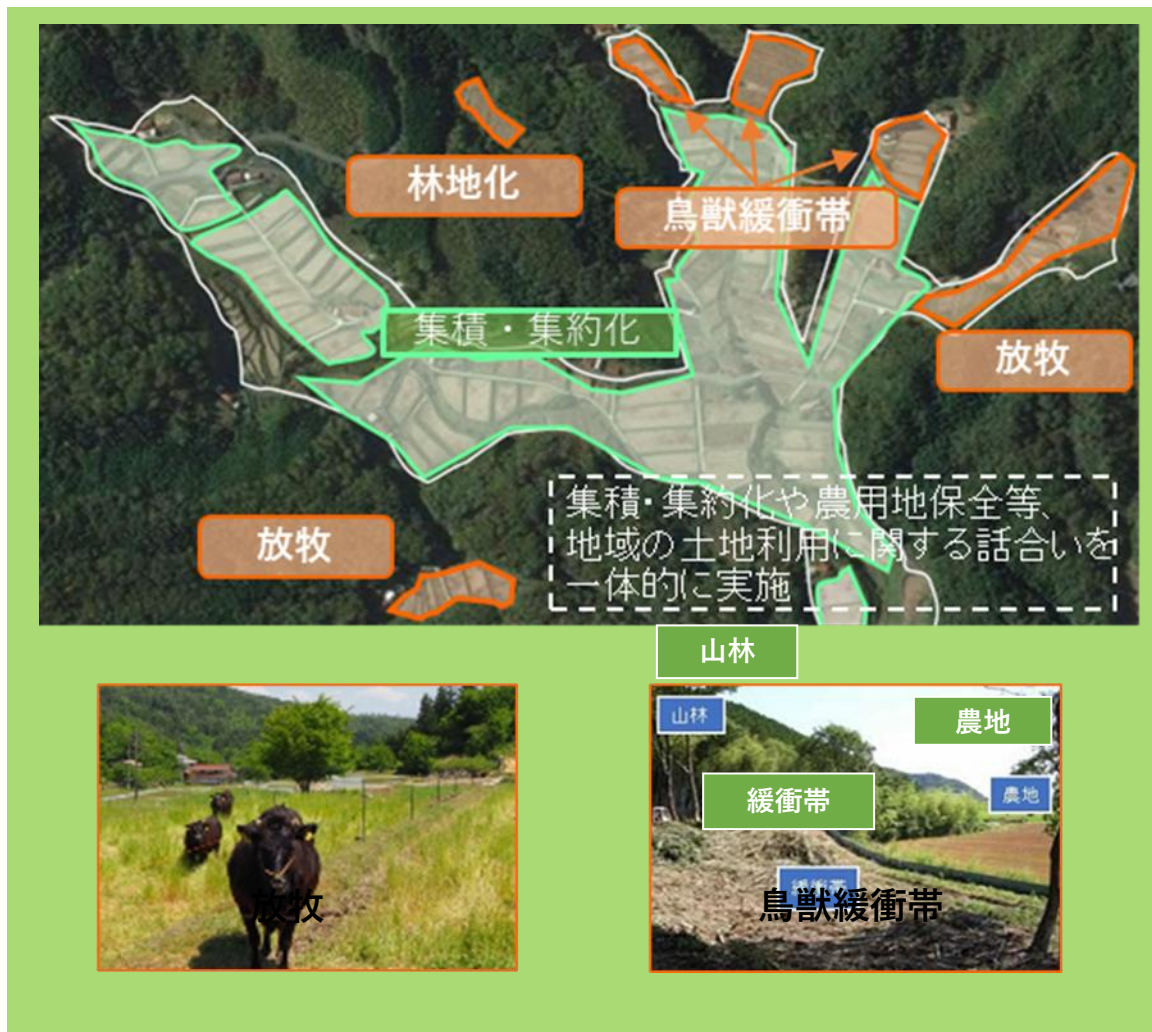 林地化
鳥獣緩衝帯
集積・集約化
放牧
放牧
集積・集約化や農用地保全等、
地域の土地利用に関する話合いを
一体的に実施
山林
山林
農地
緩衝帯
農地
緩衝帯
放牧
鳥獣緩衝帯